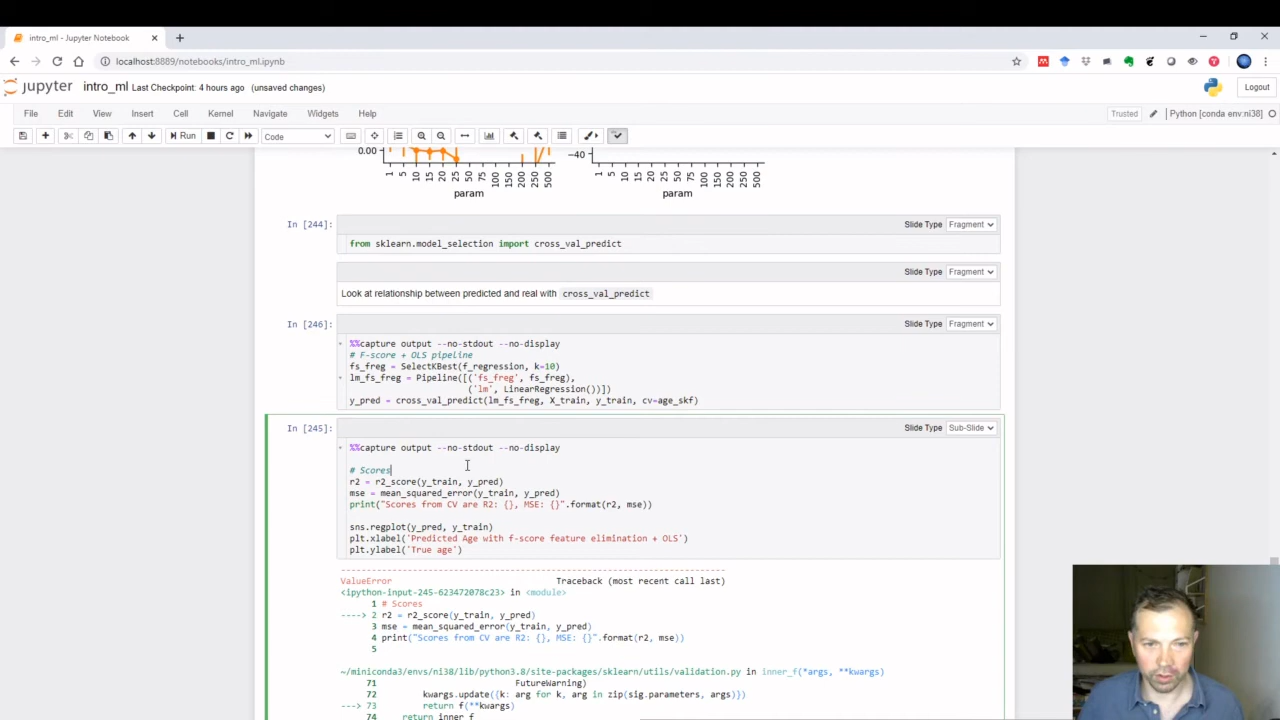 intro_ml - Jupyter Notebook
localhost:8889/notebooks/intro_ml.ipynb
jupyter intro_ml Last Checkpoint: 4 hours ago (unsaved changes) Logout
File Edit View Insert Cell Kernel Navigate Widgets Help Trusted Python [conda env:ni38]
Run Code
0.00 −40
1 5 10 15 20 25 50 75 100 150 200 250 500 1 5 10 15 20 25 50 75 100 150 200 250 500
param param
In [244]: Slide Type Fragment
from sklearn.model_selection import cross_val_predict
Slide Type Fragment
Look at relationship between predicted and real with cross_val_predict
In [246]: Slide Type Fragment
%%capture output --no-stdout --no-display
# F-score + OLS pipeline
fs_freg = SelectKBest(f_regression, k=10)
lm_fs_freg = Pipeline([('fs_freg', fs_freg),
('lm', LinearRegression())])
y_pred = cross_val_predict(lm_fs_freg, X_train, y_train, cv=age_skf)
In [245]: Slide Type Sub-Slide
%%capture output --no-stdout --no-display
# Scores
r2 = r2_score(y_train, y_pred)
mse = mean_squared_error(y_train, y_pred)
print("Scores from CV are R2: {}, MSE: {}".format(r2, mse))
sns.regplot(y_pred, y_train)
plt.xlabel('Predicted Age with f-score feature elimination + OLS')
plt.ylabel('True age')
---------------------------------------------------------------------------
ValueError Traceback (most recent call last)
<ipython-input-245-623472078c23> in <module>
1 # Scores
----> 2 r2 = r2_score(y_train, y_pred)
3 mse = mean_squared_error(y_train, y_pred)
4 print("Scores from CV are R2: {}, MSE: {}".format(r2, mse))
5
~/miniconda3/envs/ni38/lib/python3.8/site-packages/sklearn/utils/validation.py in inner_f(*args, **kwargs)
71 FutureWarning)
72 kwargs.update({k: arg for k, arg in zip(sig.parameters, args)})
---> 73 return f(**kwargs)
74 return inner_f